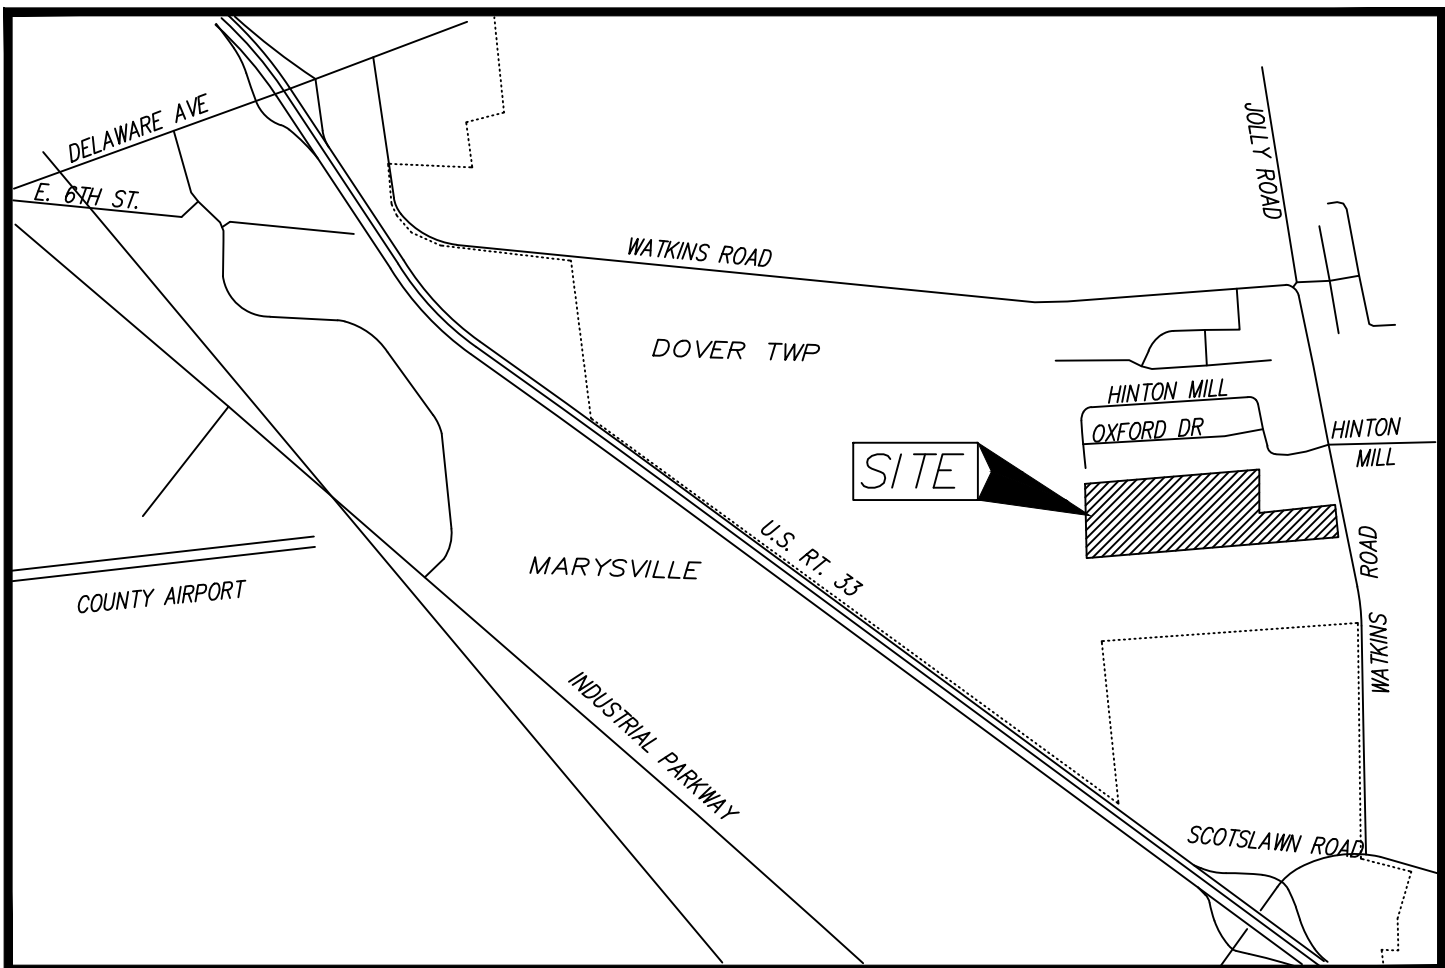 DELAWARE AVE
JOLLY ROAD
E. 6TH ST.
WATKINS ROAD
DOVER TWP
HINTON MILL
OXFORD DR
HINTON
MILL
SITE
U.S. RT. 33
ROAD
WATKINS
MARYSVILLE
COUNTY AIRPORT
INDUSTRIAL PARKWAY
SCOTSLAWN ROAD